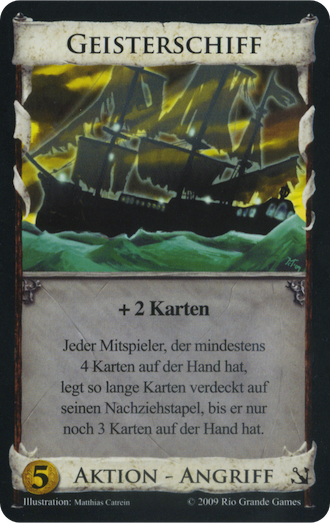 GEISTERSCHIFF
+ 2 Karten
Jeder Mitspieler, der mindestens
4 Karten auf der Hand hat,
legt so lange Karten verdeckt auf
seinen Nachziehstapel, bis er nur
noch 3 Karten auf der Hand hat.
5 AKTION - ANGRIFF
Illustration: Matthias Catrein © 2009 Rio Grande Games